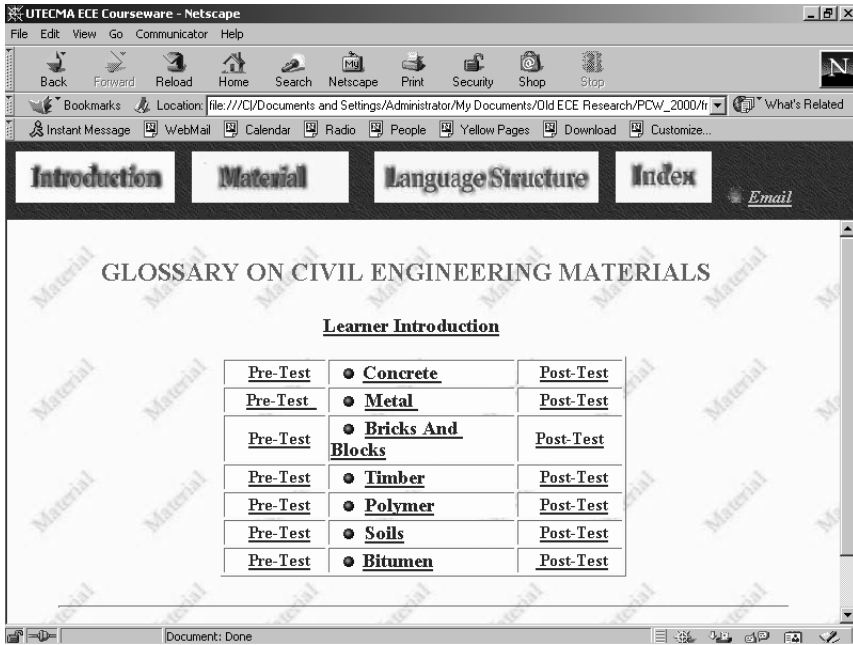 UTECMA ECE Courseware - Netscape
File Edit View Go Communicator Help
Back Forward Reload Home Search Netscape Print Security Shop Stop
My
N
Bookmarks Location: file:///C|/Documents and Settings/Administrator/My Documents/Old ECE Research/PCW_2000/fr What's Related
Instant Message WebMail Calendar Radio People Yellow Pages Download Customize...
Introduction Material Language Structure Index Email
GLOSSARY ON CIVIL ENGINEERING MATERIALS
Learner Introduction
Pre-Test Concrete Post-Test
Pre-Test Metal Post-Test
Pre-Test Bricks And Blocks Post-Test
Pre-Test Timber Post-Test
Pre-Test Polymer Post-Test
Pre-Test Soils Post-Test
Pre-Test Bitumen Post-Test
Material
Document: Done